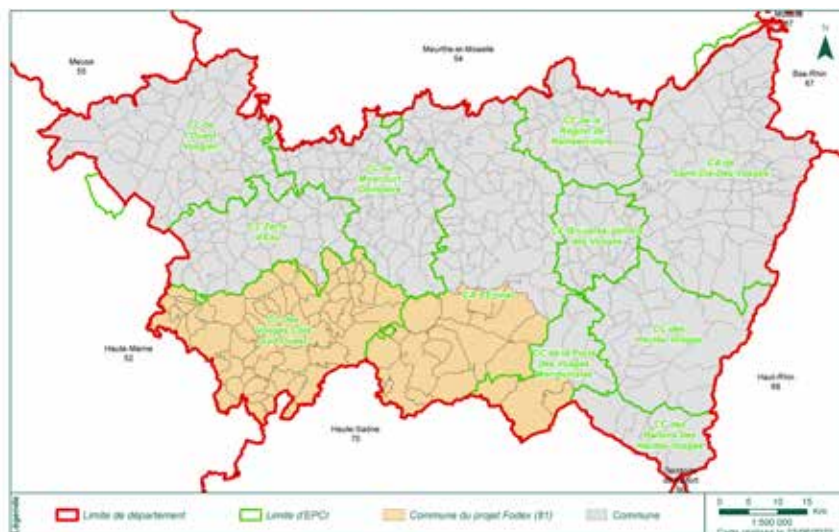 Meuse
55
Meurthe-et-Moselle
54
Moselle
57
Bas-Rhin
67
CC de
l'Ouest
Vosgien
CC de la
Région de
Rambervillers
CC de
Mirecourt
Dompaire
CA de
Saint-Dié-Des-Vosges
CC Terre
d'Eau
CC Bruyères
des Vosges
CA d'Epinal
CC des
Vosges Côté
Sud Ouest
CC de la Porte
Des Vosges
Méridionales
CC des
Hautes Vosges
CC des
Ballons Des
Hautes-Vosges
Haute-Marne
52
Haute-Saône
70
Haut-Rhin
68
Légende
Limite de département
Limite d'EPCI
Commune du projet Fodex (81)
Commune
0 5 10 15
Km
1:500 000